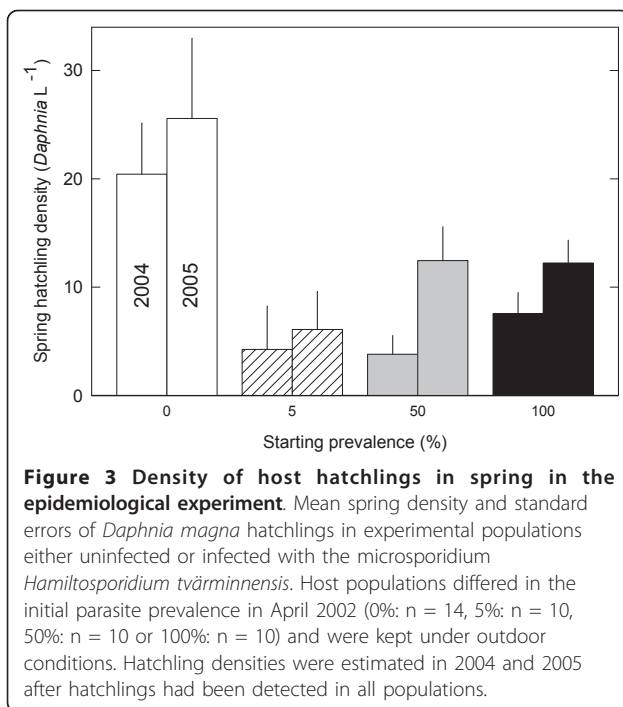 30
20
10
0
Spring hatchling density (Daphnia L -1)
2004
2005
0 5 50 100
Starting prevalence (%)
Figure 3 Density of host hatchlings in spring in the
epidemiological experiment. Mean spring density and standard
errors of Daphnia magna hatchlings in experimental populations
either uninfected or infected with the microsporidium
Hamiltosporidium tvärminnensis. Host populations differed in the
initial parasite prevalence in April 2002 (0%: n = 14, 5%: n = 10,
50%: n = 10 or 100%: n = 10) and were kept under outdoor
conditions. Hatchling densities were estimated in 2004 and 2005
after hatchlings had been detected in all populations.